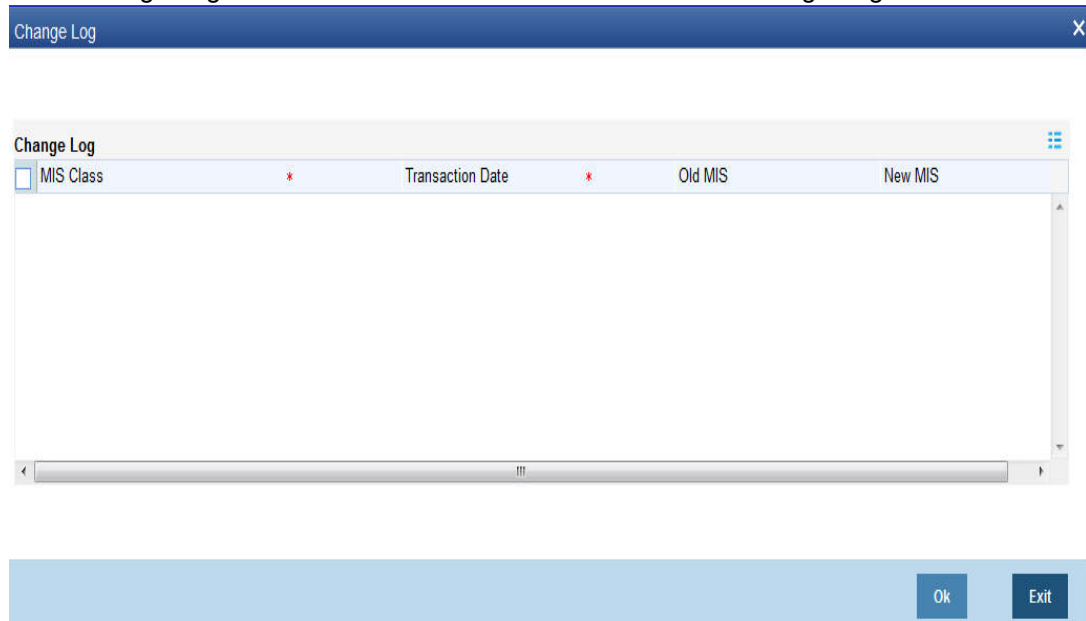 Change Log X
Change Log
MIS Class * Transaction Date * Old MIS New MIS
Ok Exit